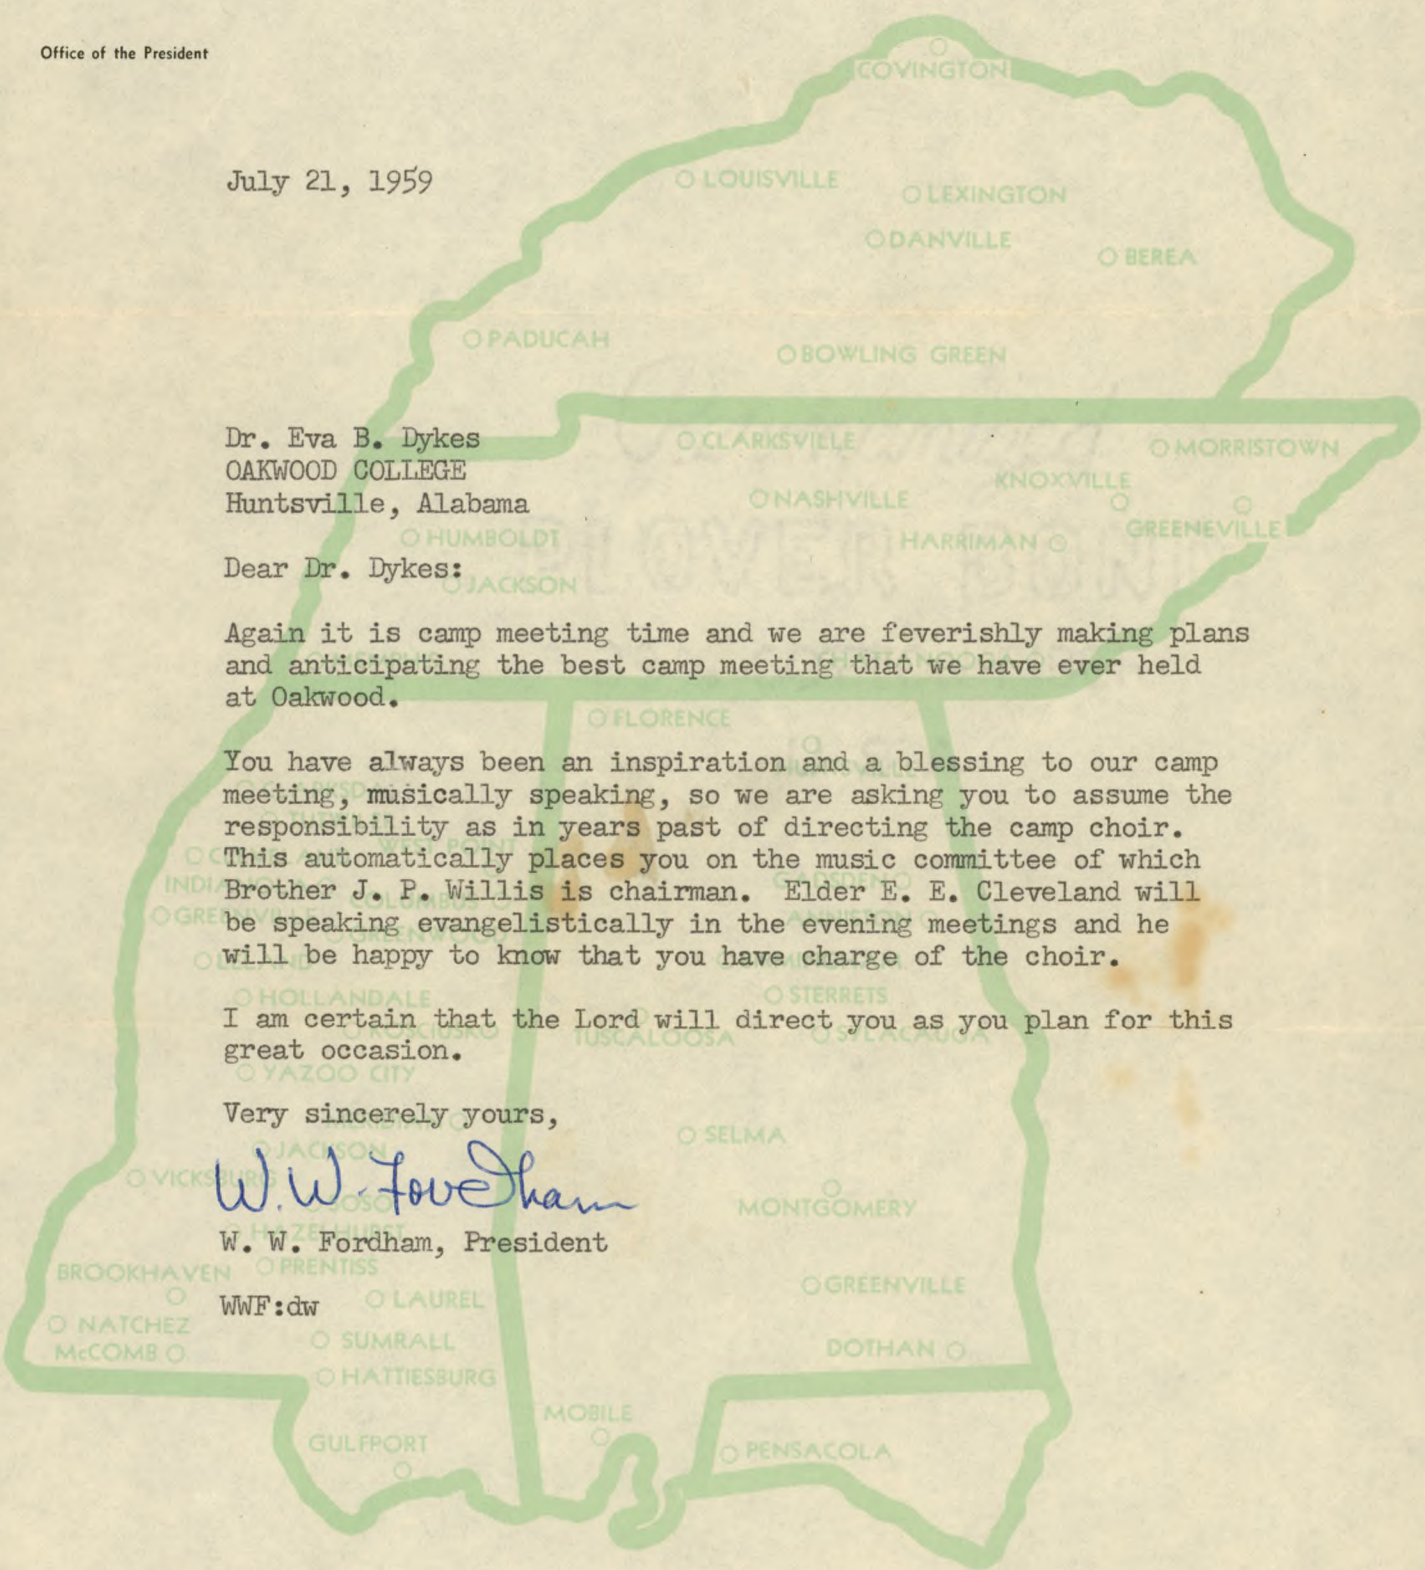 Office of the President
July 21, 1959
Dr. Eva B. Dykes
OAKWOOD COLLEGE
Huntsville, Alabama
Dear Dr. Dykes:
Again it is camp meeting time and we are feverishly making plans
and anticipating the best camp meeting that we have ever held
at Oakwood.
You have always been an inspiration and a blessing to our camp
meeting, musically speaking, so we are asking you to assume the
responsibility as in years past of directing the camp choir.
This automatically places you on the music committee of which
Brother J. P. Willis is chairman. Elder E. E. Cleveland will
be speaking evangelistically in the evening meetings and he
will be happy to know that you have charge of the choir.
I am certain that the Lord will direct you as you plan for this
great occasion.
Very sincerely yours,
W. W. Fordham
W. W. Fordham, President
WWF:dw
COVINGTON
LOUISVILLE
LEXINGTON
DANVILLE
BEREA
PADUCAH
BOWLING GREEN
CLARKSVILLE
MORRISTOWN
KNOXVILLE
NASHVILLE
GREENEVILLE
HARRIMAN
HUMBOLDT
JACKSON
FLORENCE
HOLLANDALE
STERRETS
TUSCALOOSA
SYLACAUGA
YAZOO CITY
SELMA
JACKSON
VICKSBURG
MONTGOMERY
HAZELHURST
PRENTISS
BROOKHAVEN
GREENVILLE
LAUREL
NATCHEZ
SUMRALL
McCOMB
DOTHAN
HATTIESBURG
MOBILE
GULFPORT
PENSACOLA